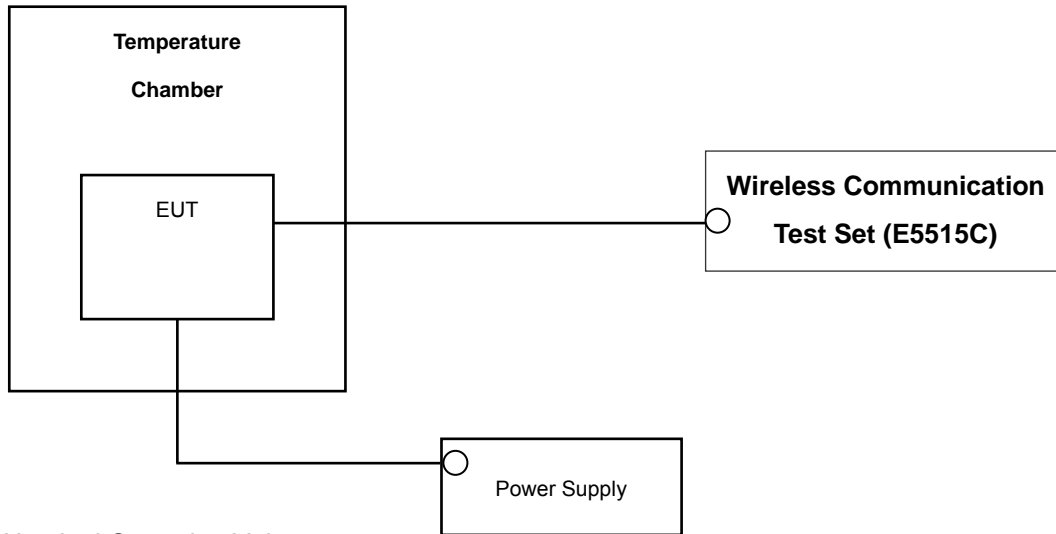 Temperature
Chamber
EUT
Wireless Communication
Test Set (E5515C)
Power Supply